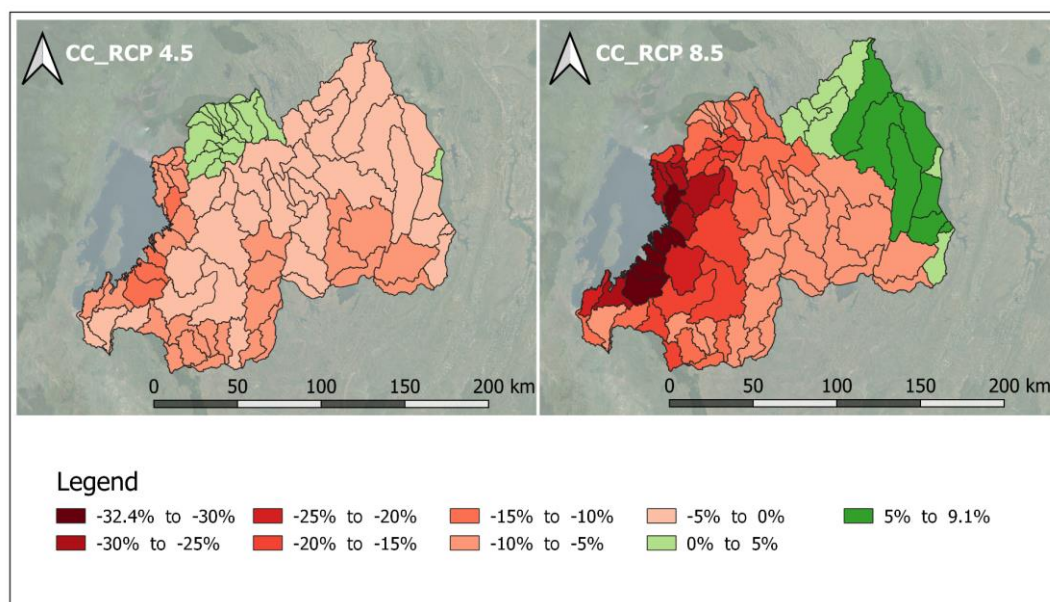 CC_RCP 4.5
CC_RCP 8.5
0 50 100 150 200 km
0 50 100 150 200 km
Legend
-32.4% to -30% -25% to -20% -15% to -10% -5% to 0% 5% to 9.1%
-30% to -25% -20% to -15% -10% to -5% 0% to 5%